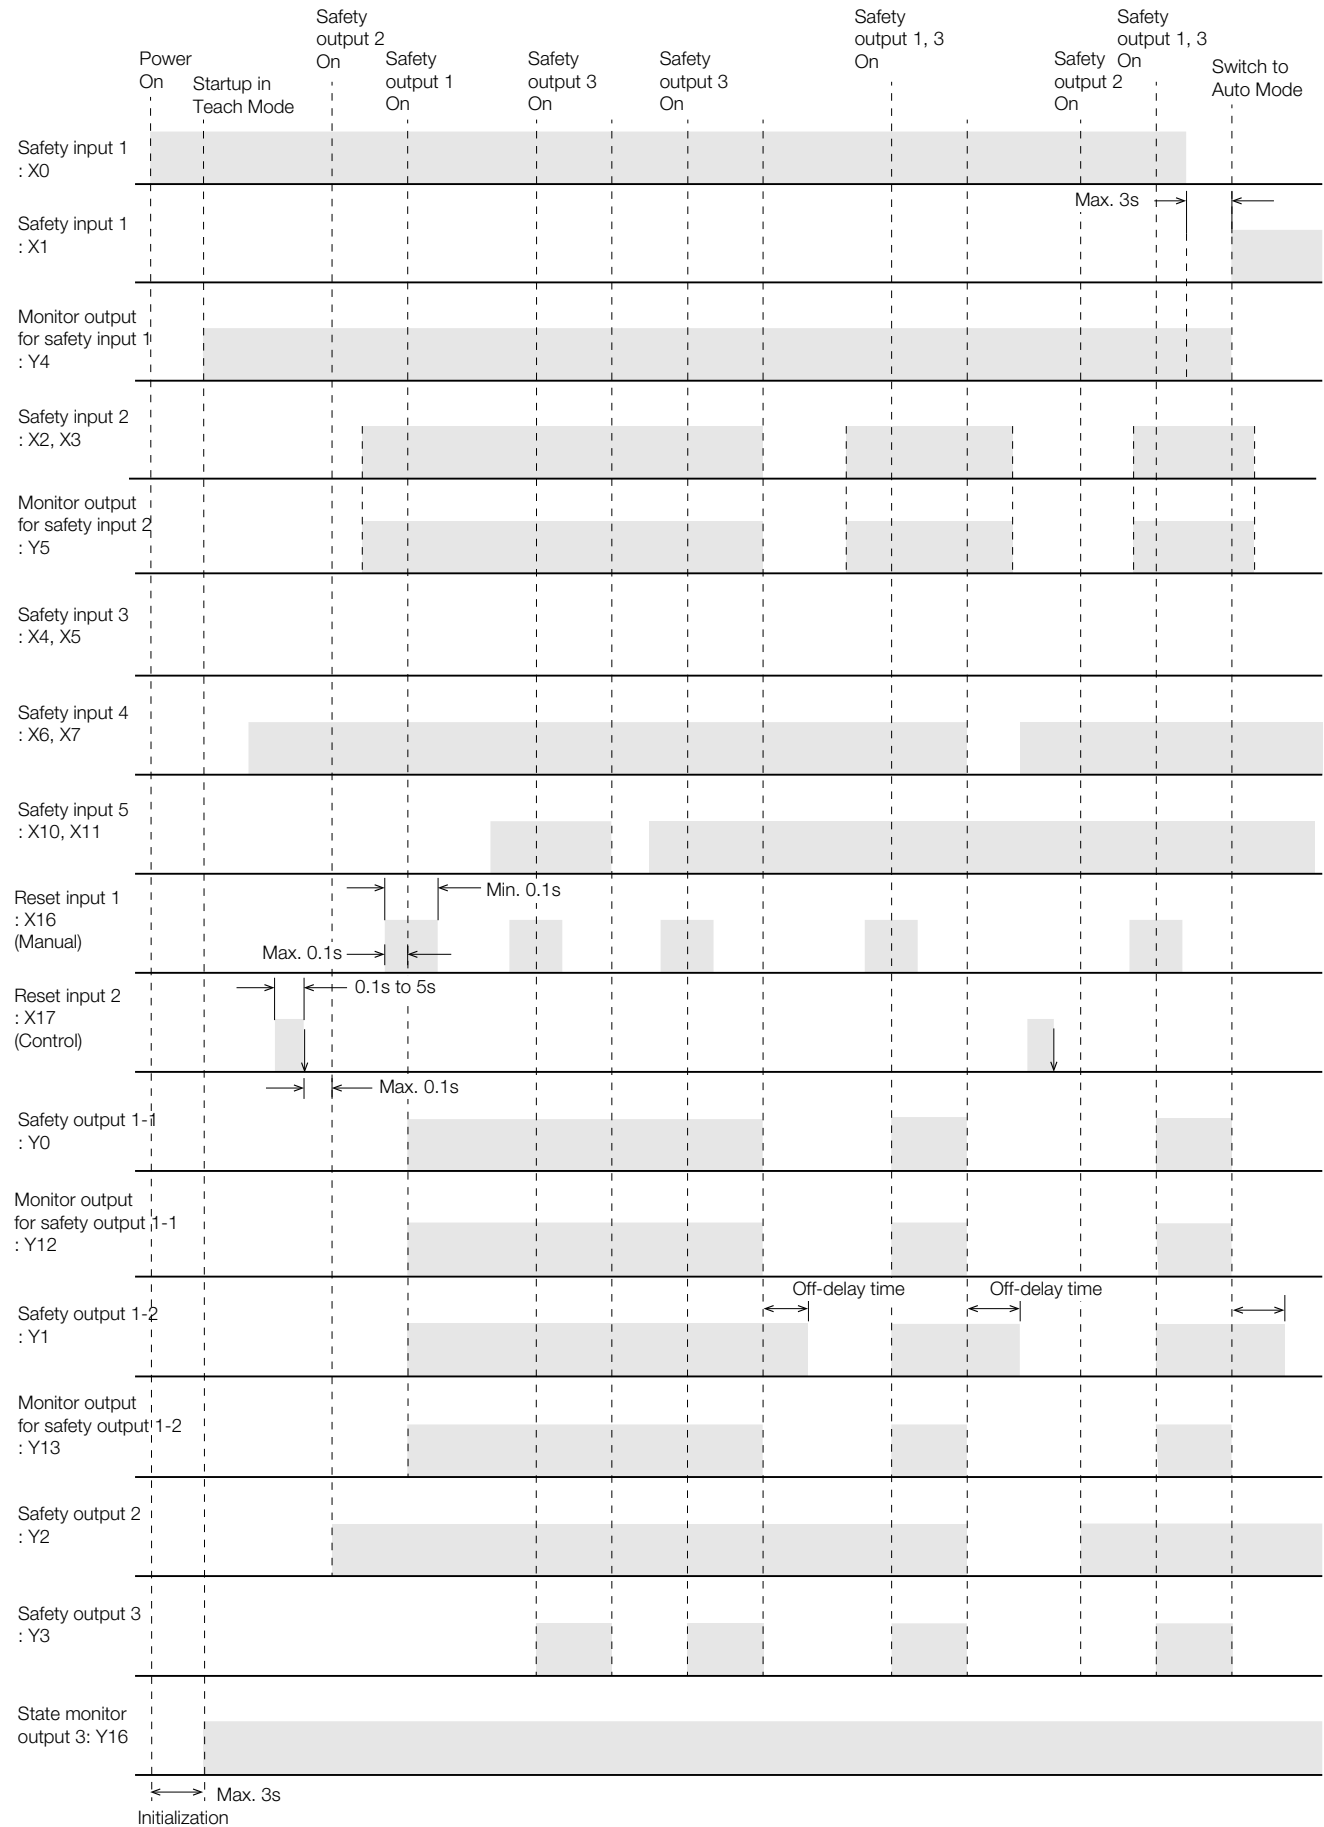 Power
On
Startup in
Teach Mode
Safety
output 2
On
Safety
output 1
On
Safety
output 3
On
Safety
output 3
On
Safety
output 1, 3
On
Safety
output 2
On
Safety
output 1, 3
On
Switch to
Auto Mode
Safety input 1
: X0
Safety input 1
: X1
Max. 3s
Monitor output
for safety input 1
: Y4
Safety input 2
: X2, X3
Monitor output
for safety input 2
: Y5
Safety input 3
: X4, X5
Safety input 4
: X6, X7
Safety input 5
: X10, X11
Reset input 1
: X16
(Manual)
Min. 0.1s
Max. 0.1s
Reset input 2
: X17
(Control)
0.1s to 5s
Max. 0.1s
Safety output 1-1
: Y0
Monitor output
for safety output 1-1
: Y12
Safety output 1-2
: Y1
Off-delay time
Off-delay time
Monitor output
for safety output 1-2
: Y13
Safety output 2
: Y2
Safety output 3
: Y3
State monitor
output 3: Y16
Max. 3s
Initialization